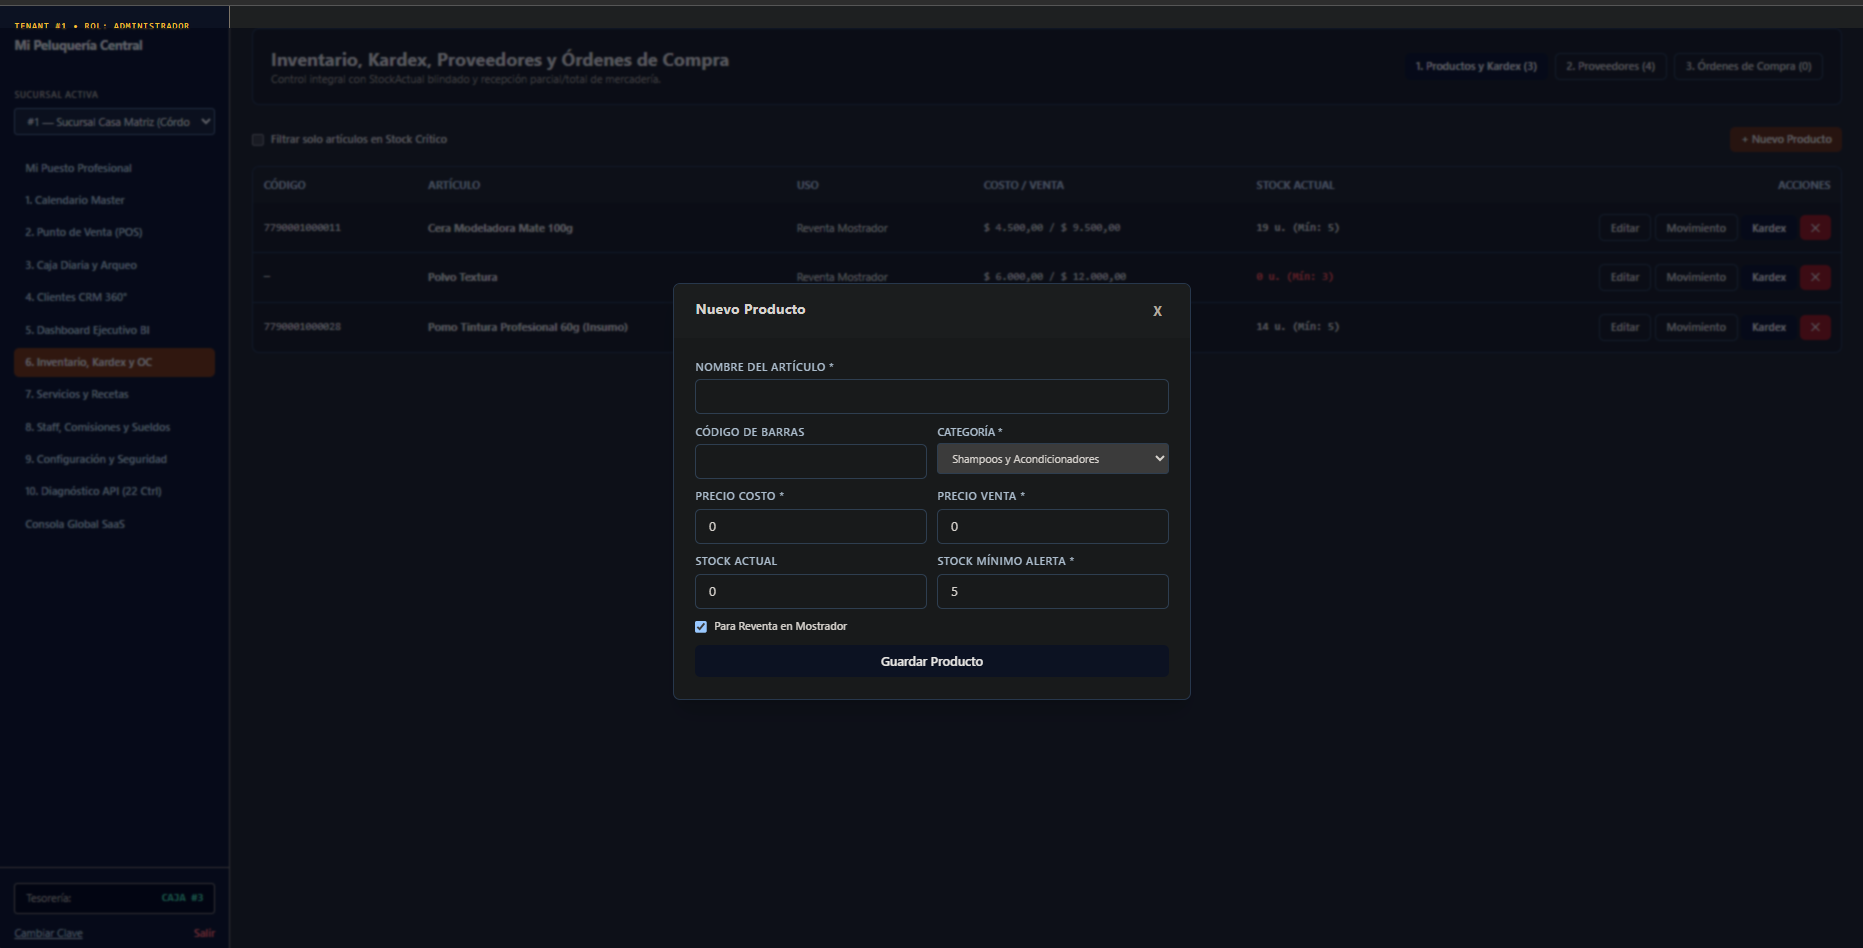 TENANT #1 • ROL: ADMINISTRADOR
Mi Peluquería Central
SUCURSAL ACTIVA
#1 — Sucursal Casa Matriz (Córdo
Mi Puesto Profesional
1. Calendario Master
2. Punto de Venta (POS)
3. Caja Diaria y Arqueo
4. Clientes CRM 360°
5. Dashboard Ejecutivo BI
6. Inventario, Kardex y OC
7. Servicios y Recetas
8. Staff, Comisiones y Sueldos
9. Configuración y Seguridad
10. Diagnóstico API (22 Ctrl)
Consola Global SaaS
Tesorería: CAJA #3
Cambiar Clave Salir
Inventario, Kardex, Proveedores y Órdenes de Compra
Control integral con StockActual blindado y recepción parcial/total de mercadería.
1. Productos y Kardex (3) 2. Proveedores (4) 3. Órdenes de Compra (0)
Filtrar solo artículos en Stock Crítico
+ Nuevo Producto
CÓDIGO ARTÍCULO USO COSTO / VENTA STOCK ACTUAL ACCIONES
7790001000011 Cera Modeladora Mate 100g Reventa Mostrador $ 4.500,00 / $ 9.500,00 19 u. (Mín: 5) Editar Movimiento Kardex X
— Polvo Textura Reventa Mostrador $ 6.000,00 / $ 12.000,00 0 u. (Mín: 3) Editar Movimiento Kardex X
7790001000028 Pomo Tintura Profesional 60g (Insumo) 14 u. (Mín: 5) Editar Movimiento Kardex X
Nuevo Producto X
NOMBRE DEL ARTÍCULO *
CÓDIGO DE BARRAS CATEGORÍA *
Shampoos y Acondicionadores
PRECIO COSTO * PRECIO VENTA *
0 0
STOCK ACTUAL STOCK MÍNIMO ALERTA *
0 5
Para Reventa en Mostrador
Guardar Producto